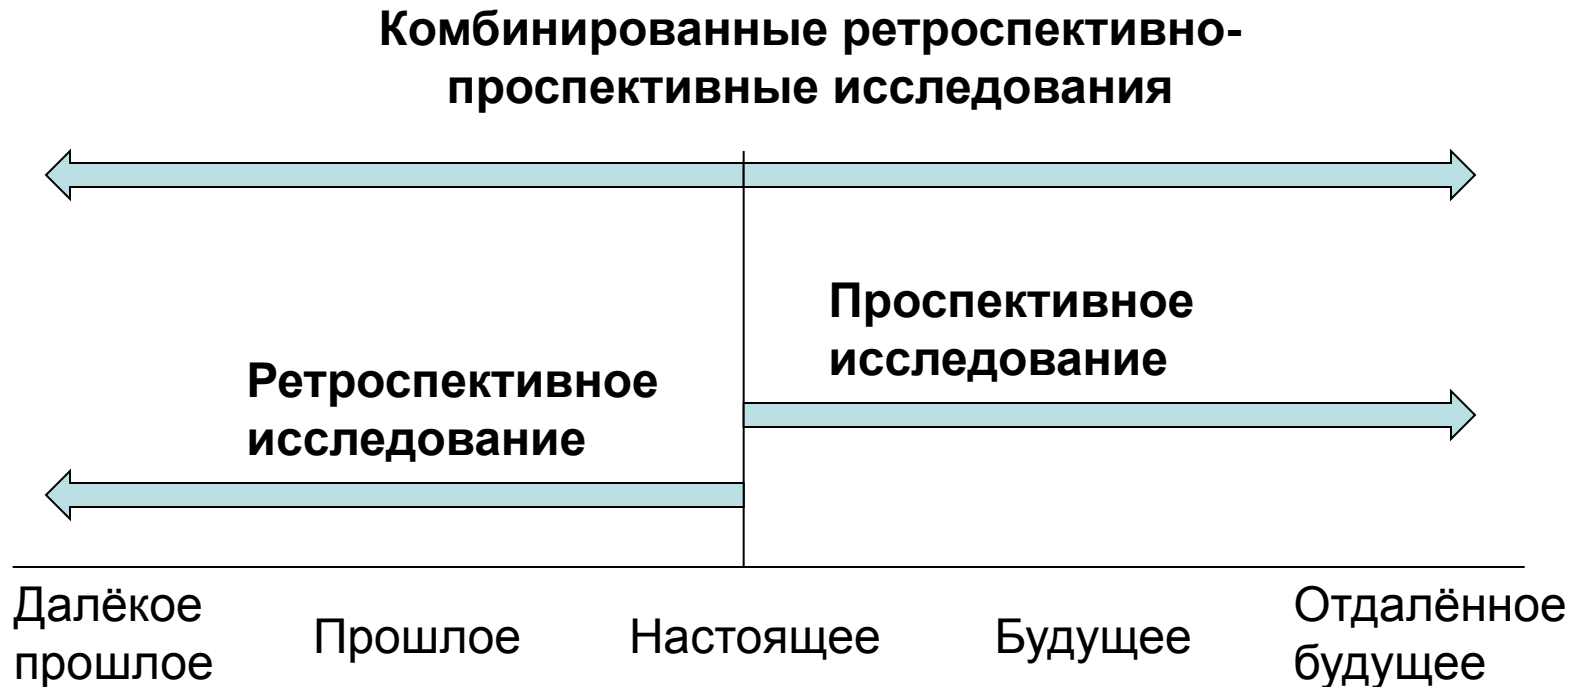 Комбинированные ретроспективно-
проспективные исследования
Проспективное
исследование
Ретроспективное
исследование
Далёкое
прошлое
Прошлое
Настоящее
Будущее
Отдалённое
будущее